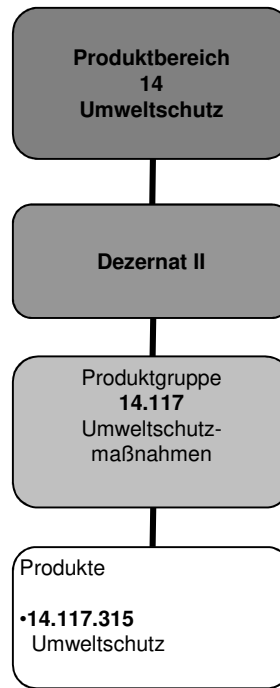 Produktbereich
14
Umweltschutz
Dezernat II
Produktgruppe
14.117
Umweltschutz-
maßnahmen
Produkte
•14.117.315
Umweltschutz